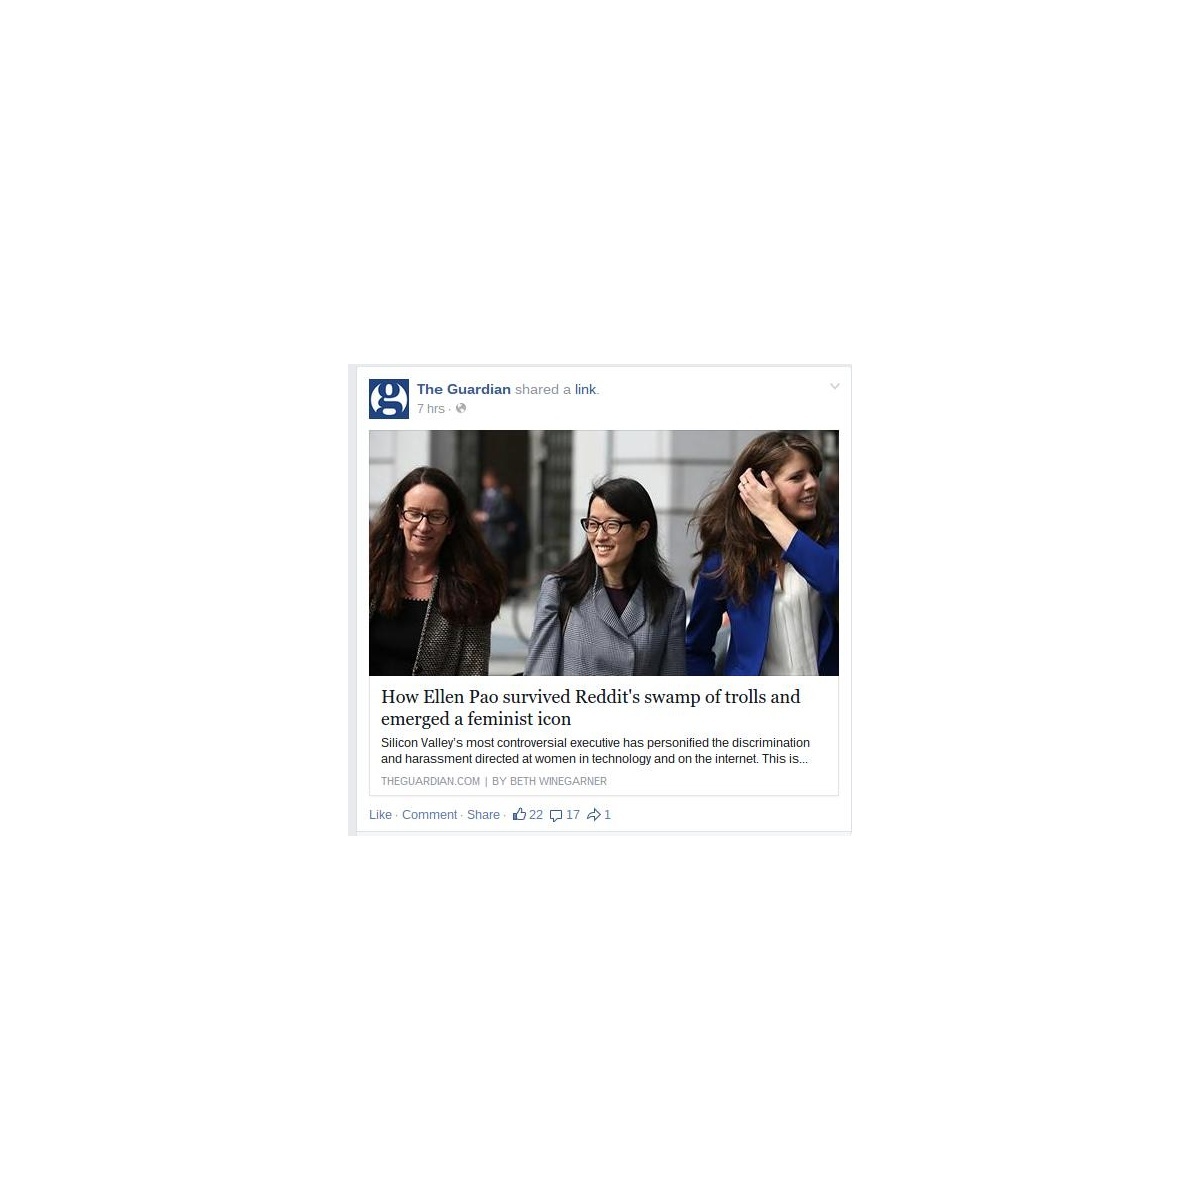 g
The Guardian shared a link.
7 hrs ·
How Ellen Pao survived Reddit's swamp of trolls and
emerged a feminist icon
Silicon Valley's most controversial executive has personified the discrimination
and harassment directed at women in technology and on the internet. This is...
THEGUARDIAN.COM | BY BETH WINEGARNER
Like · Comment · Share · 22 17 1